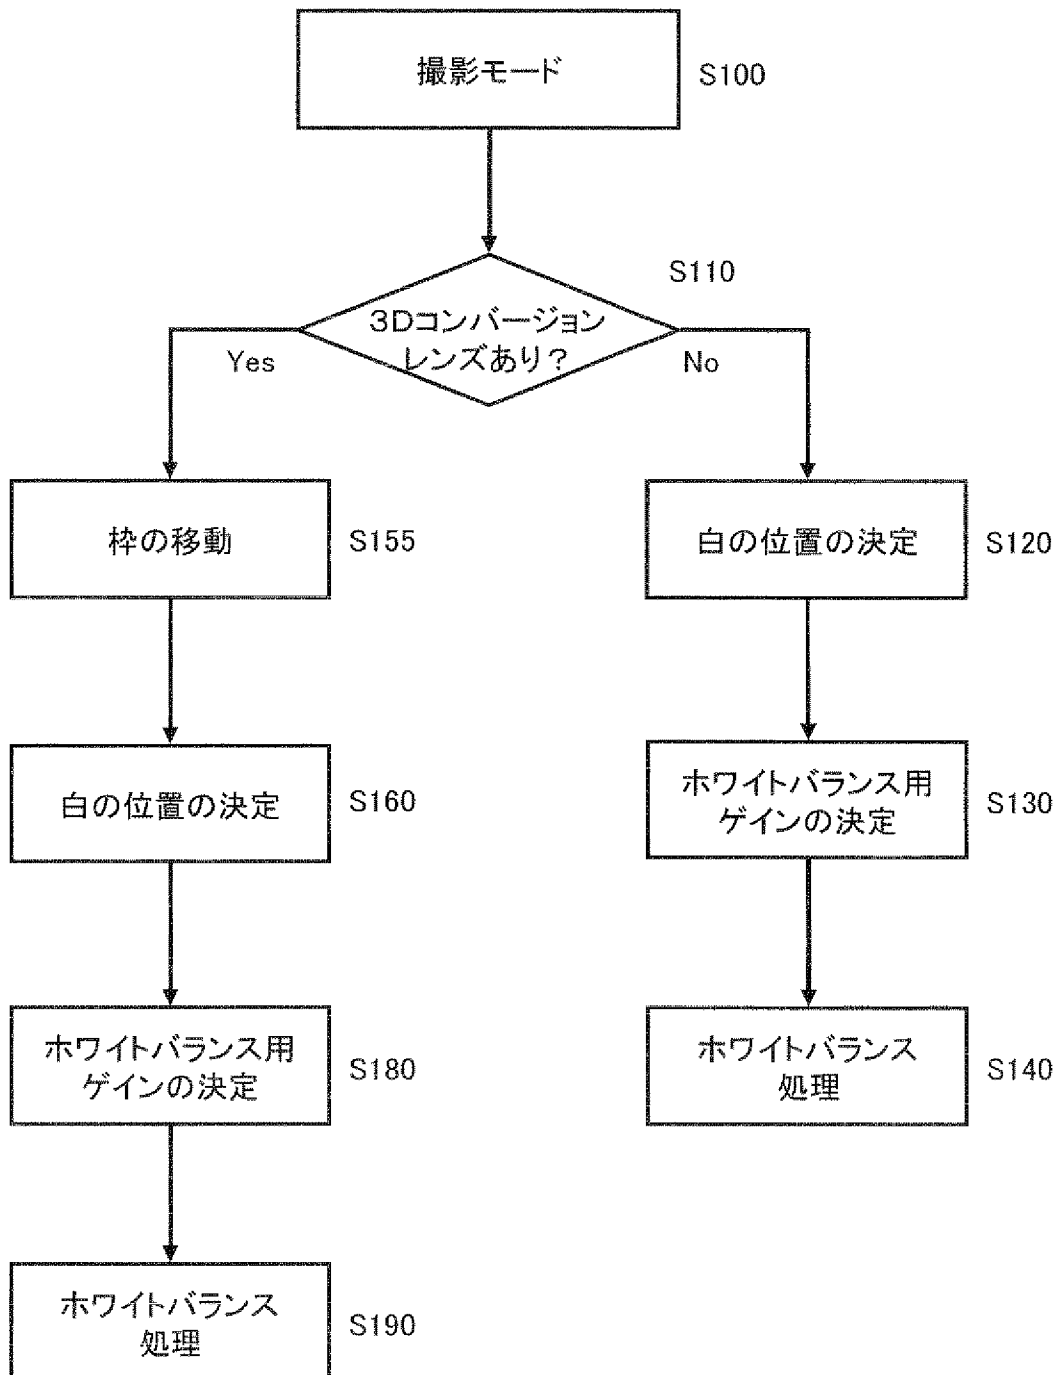 撮影モード
S100
S110
３Dコンバージョン
レンズあり？
Yes
No
枠の移動
S155
白の位置の決定
S120
白の位置の決定
S160
ホワイトバランス用
ゲインの決定
S130
ホワイトバランス用
ゲインの決定
S180
ホワイトバランス
処理
S140
ホワイトバランス
処理
S190